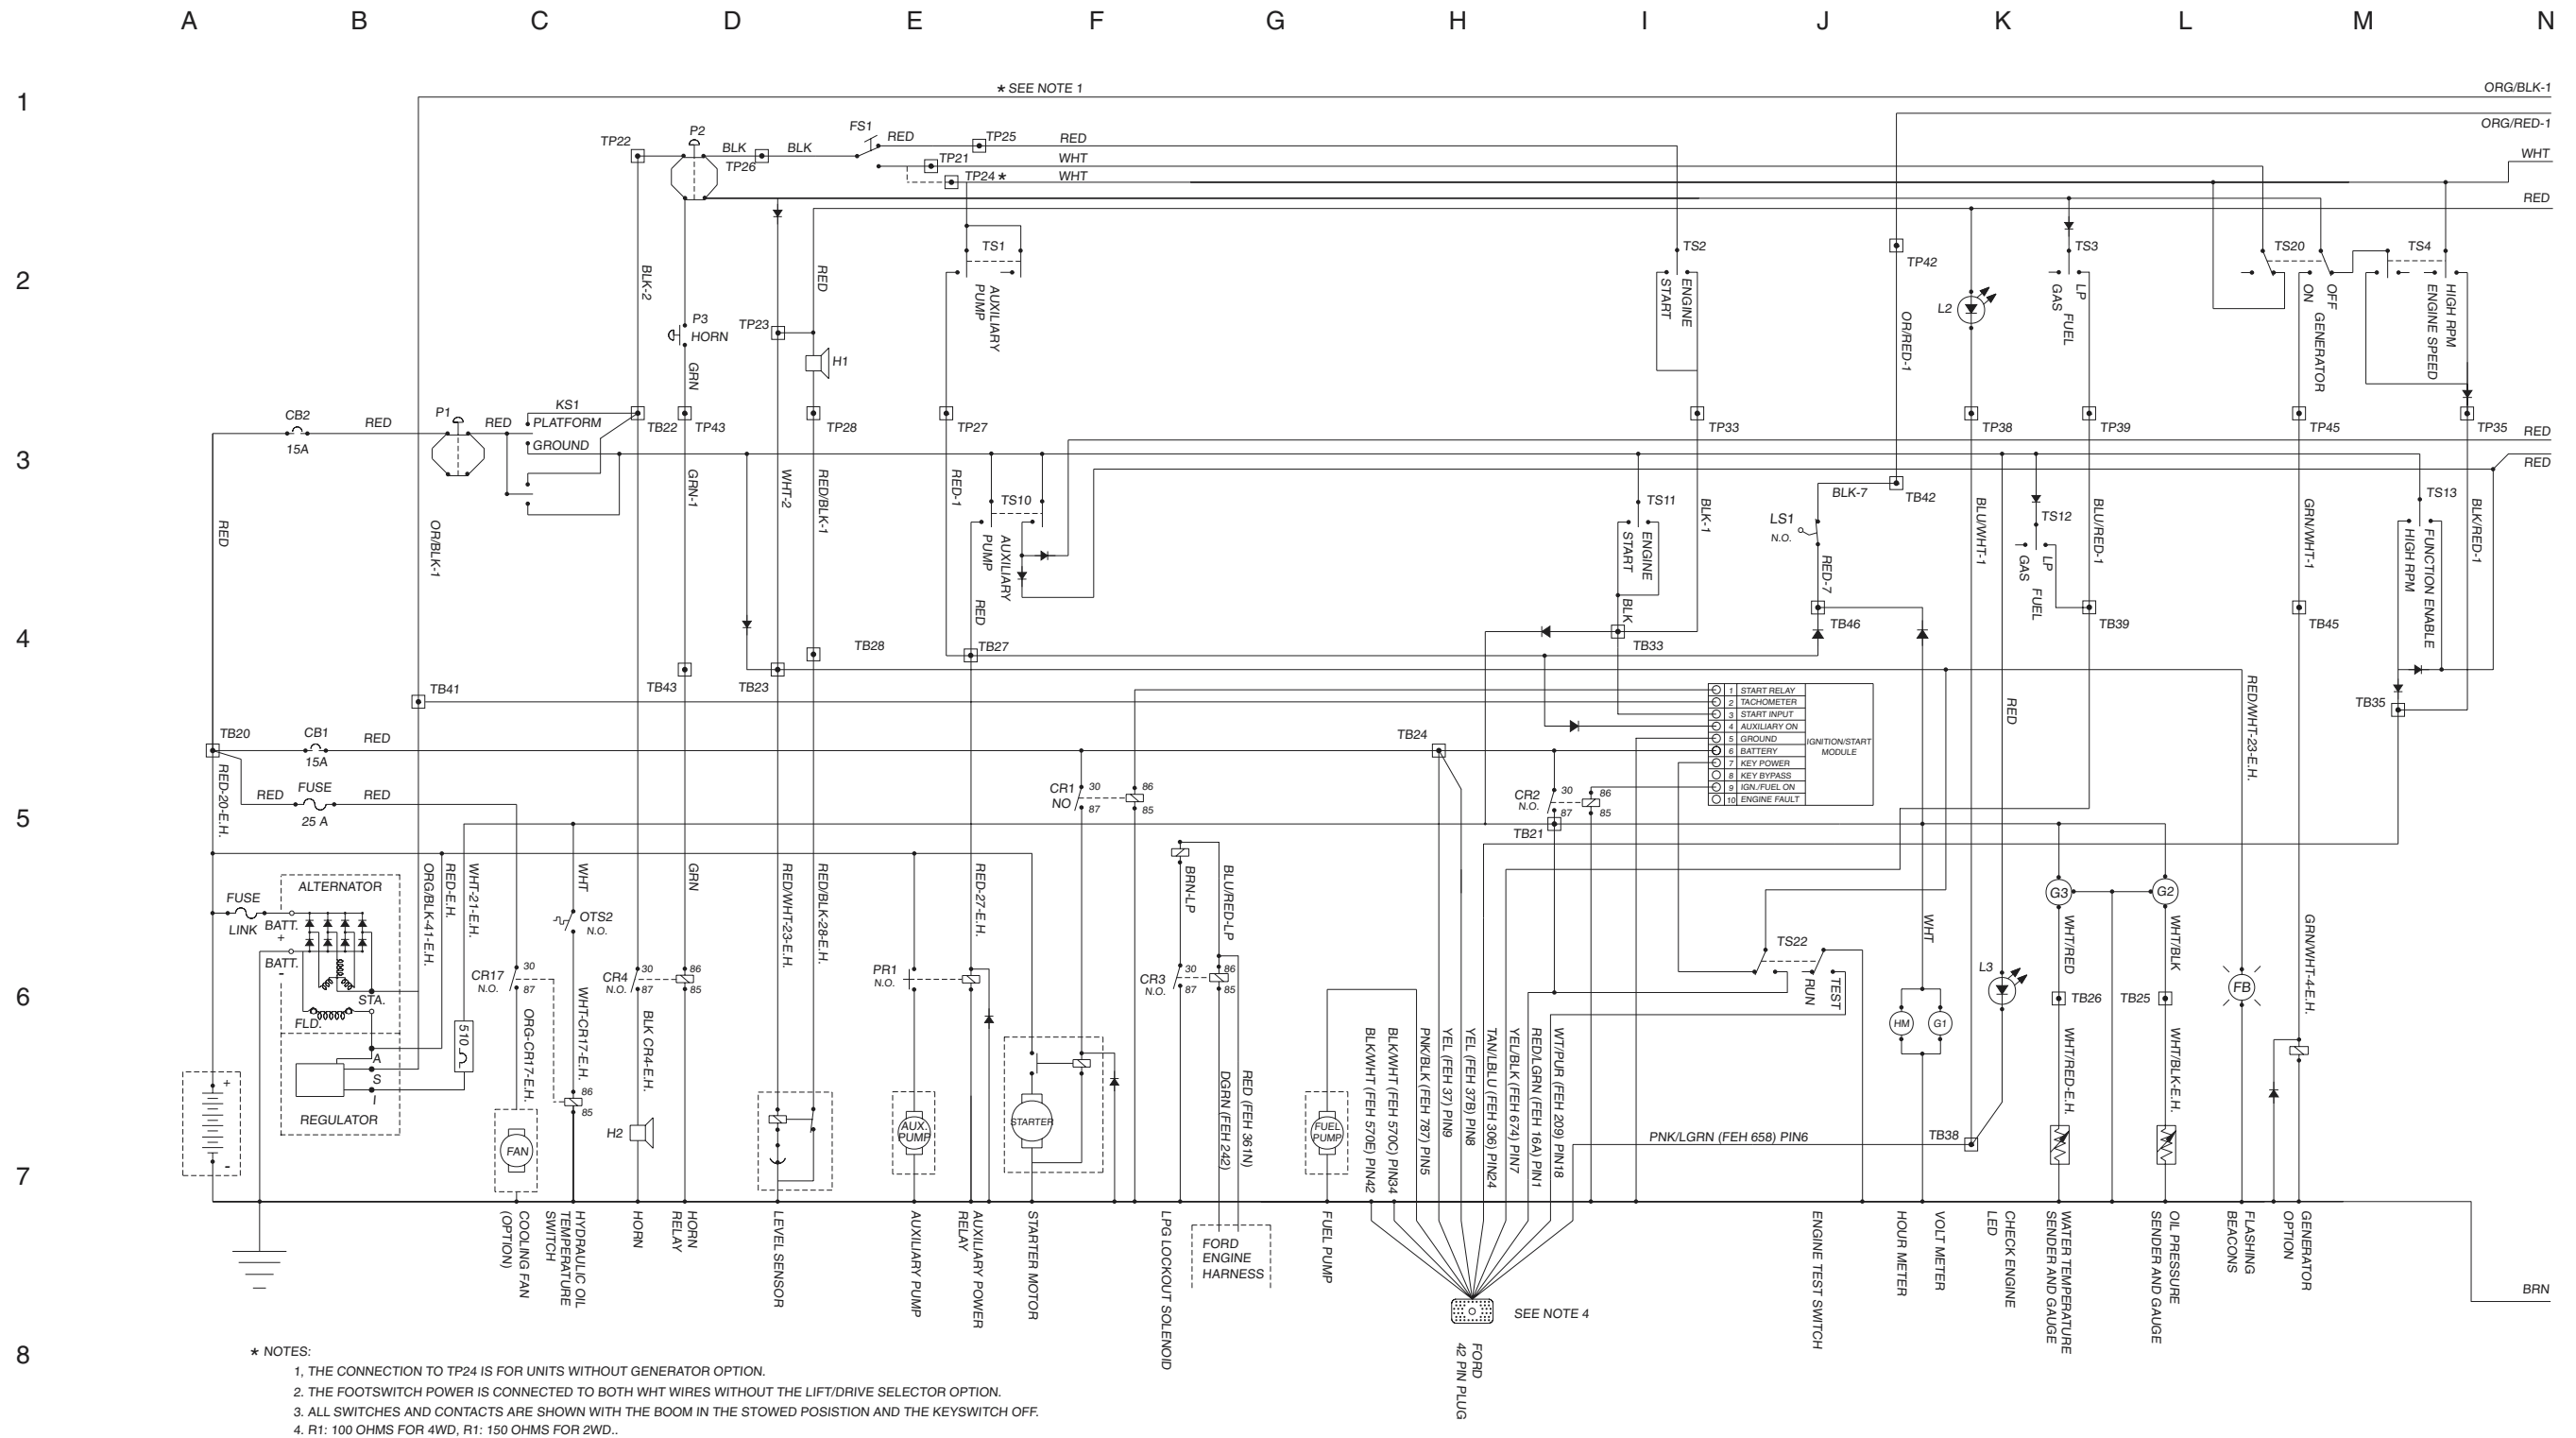 A B C D E F G H I J K L M N
1
* SEE NOTE 1
ORG/BLK-1
ORG/RED-1
WHT
RED
TP22
P2
BLK
TP26
BLK
FS1
RED
TP25
RED
TP21
WHT
TP24 *
WHT
2
BLK-2
P3
HORN
GRN
TP23
RED
H1
TS1
AUXILIARY
PUMP
TS2
ENGINE
START
TP42
OR/RED-1
L2
TS3
LP
GAS
FUEL
TS20
OFF
ON
GENERATOR
TS4
HIGH RPM
ENGINE SPEED
3
CB2
15A
RED
P1
RED
KS1
PLATFORM
GROUND
TB22
TP43
TP28
TP27
TP33
TP38
TP39
TP45
TP35
RED
RED
RED
OR/BLK-1
GRN-1
WHT-2
RED/BLK-1
RED-1
TS10
AUXILIARY
PUMP
RED
TS11
ENGINE
START
BLK
BLK-1
BLK-7
TB42
LS1
N.O.
RED-7
BLU/WHT-1
TS12
LP
GAS
FUEL
BLU/RED-1
GRN/WHT-1
TS13
FUNCTION ENABLE
HIGH RPM
BLK/RED-1
4
TB41
TB43
TB23
TB28
TB27
TB33
TB46
TB39
TB45
TB35
RED
RED/WHT-23-E.H.
1 START RELAY
2 TACHOMETER
3 START INPUT
4 AUXILIARY ON
5 GROUND
6 BATTERY
7 KEY POWER
8 KEY BYPASS
9 IGN./FUEL ON
10 ENGINE FAULT
IGNITION/START
MODULE
TB20
CB1
15A
RED
TB24
5
RED-20-E.H.
RED
FUSE
25 A
RED
CR1
NO
30
87
86
85
CR2
N.O.
30
87
86
85
TB21
ALTERNATOR
FUSE
LINK
BATT.
+
BATT.
-
STA.
FLD.
A
S
I
REGULATOR
ORG/BLK-41-E.H.
RED-E.H.
WHT-21-E.H.
510
WHT
OTS2
N.O.
GRN
RED/WHT-23-E.H.
RED/BLK-28-E.H.
RED-27-E.H.
BRN-LP
BLU/RED-LP
WHT
G3
G2
WHT/RED
WHT/BLK
GRN/WHT-4-E.H.
6
CR17
N.O.
30
87
ORG-CR17-E.H.
WHT-CR17-E.H.
86
85
CR4
N.O.
30
87
86
85
BLK CR4-E.H.
PR1
N.O.
CR3
N.O.
30
87
86
85
TS22
RUN
TEST
L3
TB26
TB25
FB
HM
G1
WHT/RED-E.H.
WHT/BLK-E.H.
+
-
FAN
H2
AUX.
PUMP
STARTER
DGRN (FEH 242)
RED (FEH 361N)
FUEL
PUMP
BLK/WHT (FEH 570E) PIN42
BLK/WHT (FEH 570C) PIN34
PNK/BLK (FEH 787) PIN5
YEL (FEH 37) PIN9
YEL (FEH 37B) PIN8
TAN/LBLU (FEH 306) PIN24
YEL/BLK (FEH 674) PIN7
RED/LGRN (FEH 16A) PIN1
WT/PUR (FEH 209) PIN18
PNK/LGRN (FEH 658) PIN6
TB38
7
COOLING FAN
(OPTION)
HYDRAULIC OIL
TEMPERATURE
SWITCH
HORN
HORN
RELAY
LEVEL SENSOR
AUXILIARY PUMP
AUXILIARY POWER
RELAY
STARTER MOTOR
LPG LOCKOUT SOLENOID
FORD
ENGINE
HARNESS
FUEL PUMP
SEE NOTE 4
FORD
42 PIN PLUG
ENGINE TEST SWITCH
HOUR METER
VOLT METER
CHECK ENGINE
LED
WATER TEMPERATURE
SENDER AND GAUGE
OIL PRESSURE
SENDER AND GAUGE
FLASHING
BEACONS
GENERATOR
OPTION
BRN
8
* NOTES:
1, THE CONNECTION TO TP24 IS FOR UNITS WITHOUT GENERATOR OPTION.
2. THE FOOTSWITCH POWER IS CONNECTED TO BOTH WHT WIRES WITHOUT THE LIFT/DRIVE SELECTOR OPTION.
3. ALL SWITCHES AND CONTACTS ARE SHOWN WITH THE BOOM IN THE STOWED POSISTION AND THE KEYSWITCH OFF.
4. R1: 100 OHMS FOR 4WD, R1: 150 OHMS FOR 2WD..